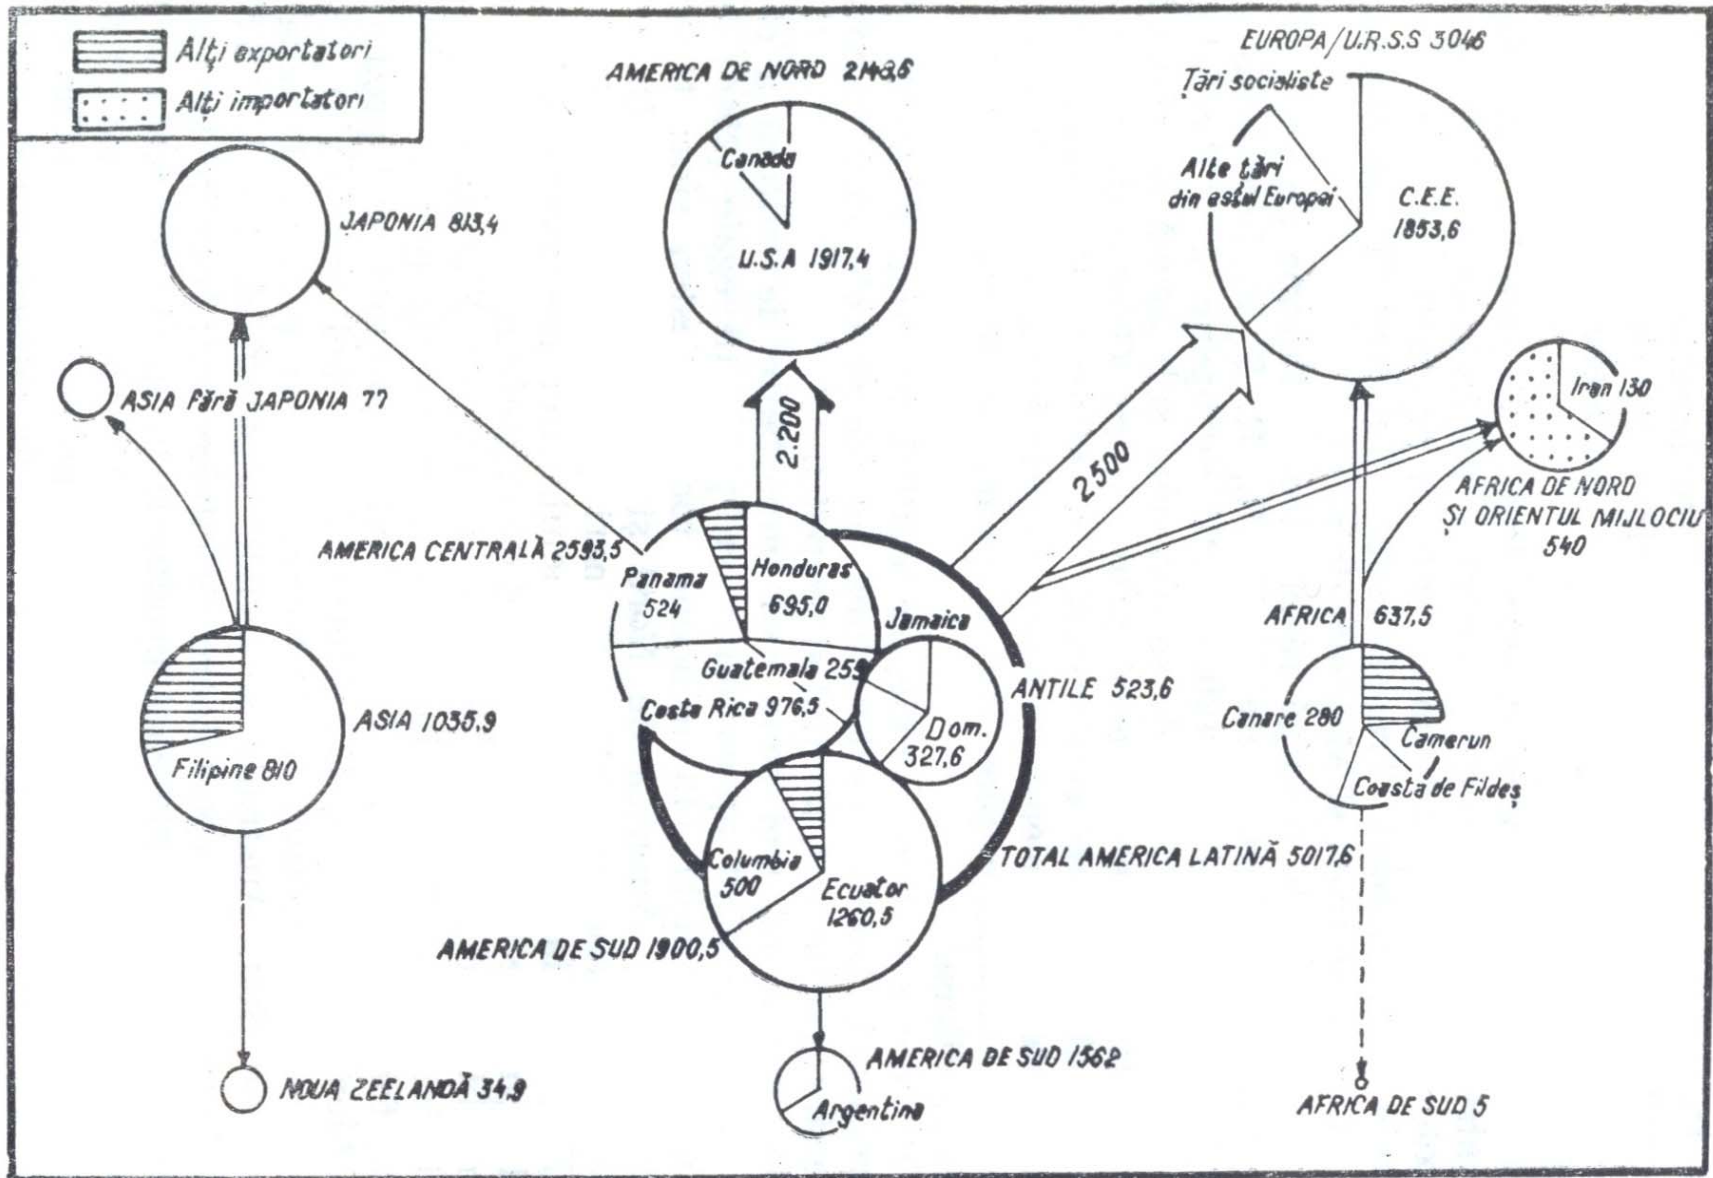 Alți exportatori
Alți importatori
AMERICA DE NORD 2148,6
Canada
U.S.A 1917,4
EUROPA/U.R.S.S 3046
Țări socialiste
Alte țări
din estul Europei
C.E.E.
1853,6
JAPONIA 813,4
ASIA fără JAPONIA 77
2.200
2500
Iran 130
AFRICA DE NORD
ȘI ORIENTUL MIJLOCIU
540
AMERICA CENTRALĂ 2593,5
Panama
524
Honduras
695,0
Guatemala 259
Costa Rica 976,5
Jamaica
Dom.
327,6
ANTILE 523,6
AFRICA 637,5
Canare 280
Camerun
Coasta de Fildeș
ASIA 1035,9
Filipine 810
TOTAL AMERICA LATINĂ 5017,6
Columbia
500
Ecuator
1260,5
AMERICA DE SUD 1900,5
AMERICA DE SUD 1562
Argentina
NOUA ZEELANDĂ 34,9
AFRICA DE SUD 5